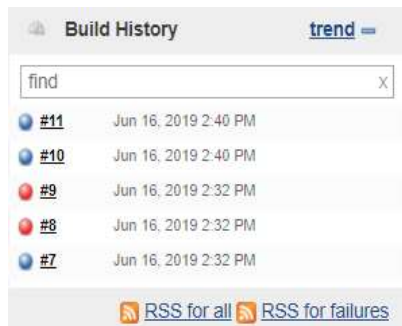 Build History trend
find X
#11 Jun 16, 2019 2:40 PM
#10 Jun 16, 2019 2:40 PM
#9 Jun 16, 2019 2:32 PM
#8 Jun 16, 2019 2:32 PM
#7 Jun 16, 2019 2:32 PM
RSS for all RSS for failures